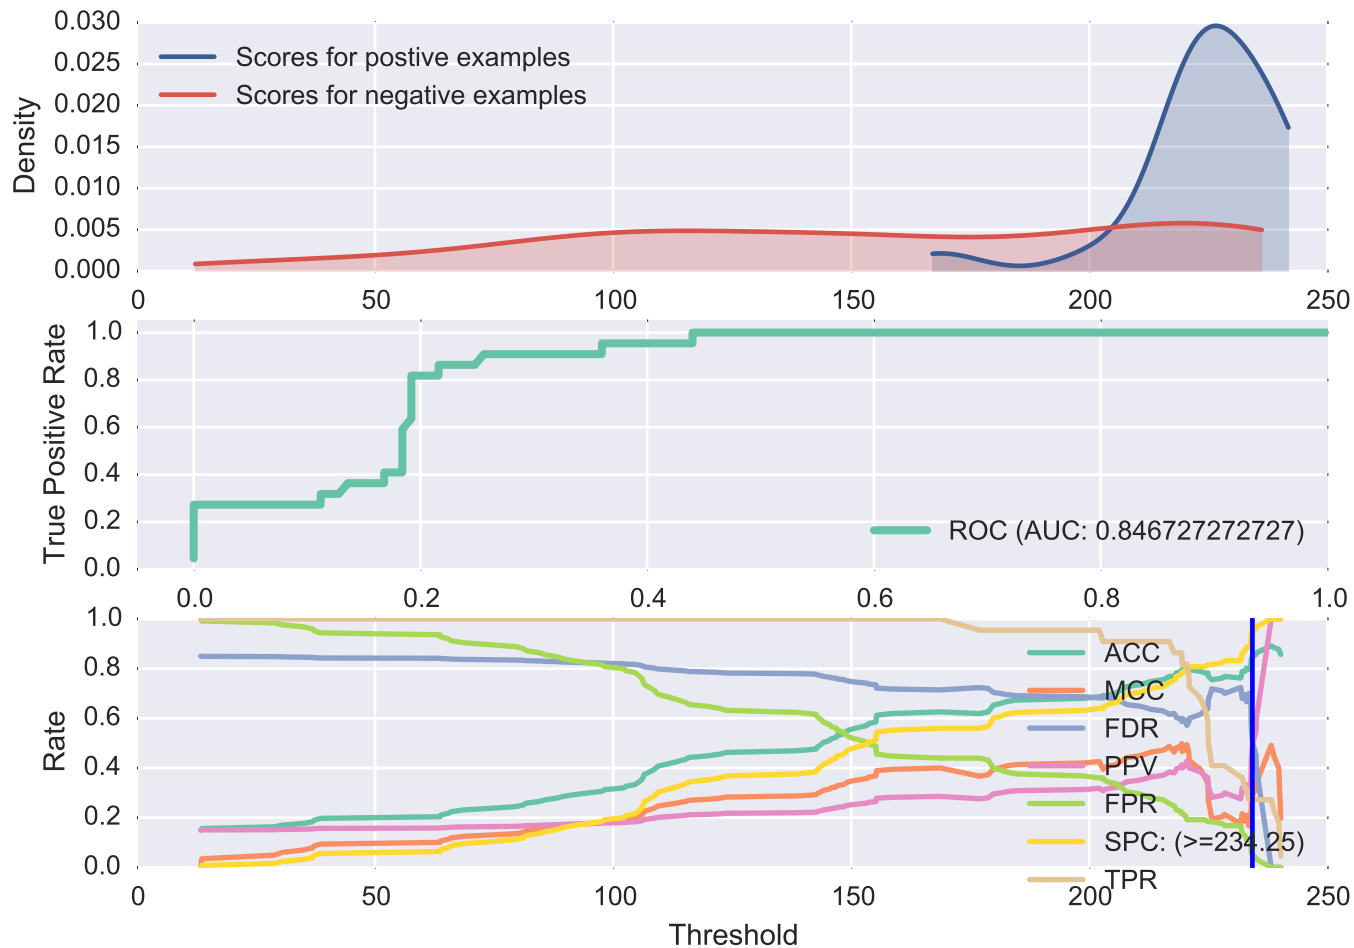 0.030
0.025
0.020
0.015
0.010
0.005
0.000
Density
Scores for postive examples
Scores for negative examples
0 50 100 150 200 250
1.0
0.8
0.6
0.4
0.2
0.0
True Positive Rate
ROC (AUC: 0.846727272727)
0.0 0.2 0.4 0.6 0.8 1.0
1.0
0.8
0.6
0.4
0.2
0.0
Rate
ACC
MCC
FDR
PPV
FPR
SPC: (>=234.25)
TPR
0 50 100 150 200 250
Threshold